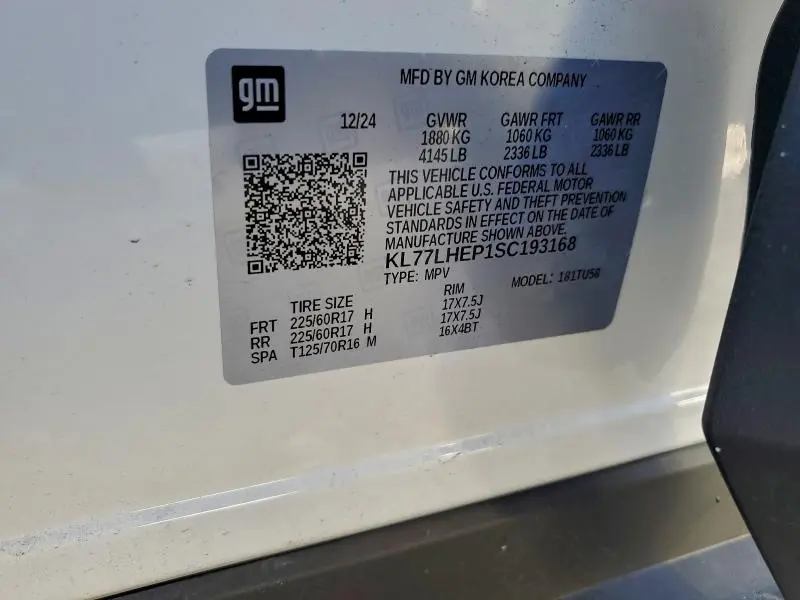 gm
MFD BY GM KOREA COMPANY
12/24 GVWR GAWR FRT GAWR RR
1880 KG 1060 KG 1060 KG
4145 LB 2336 LB 2336 LB
THIS VEHICLE CONFORMS TO ALL
APPLICABLE U.S. FEDERAL MOTOR
VEHICLE SAFETY AND THEFT PREVENTION
STANDARDS IN EFFECT ON THE DATE OF
MANUFACTURE SHOWN ABOVE.
KL77LHEP1SC193168
TYPE: MPV MODEL: 181TU58
TIRE SIZE RIM
FRT 225/60R17 H 17X7.5J
RR 225/60R17 H 17X7.5J
SPA T125/70R16 M 16X4BT